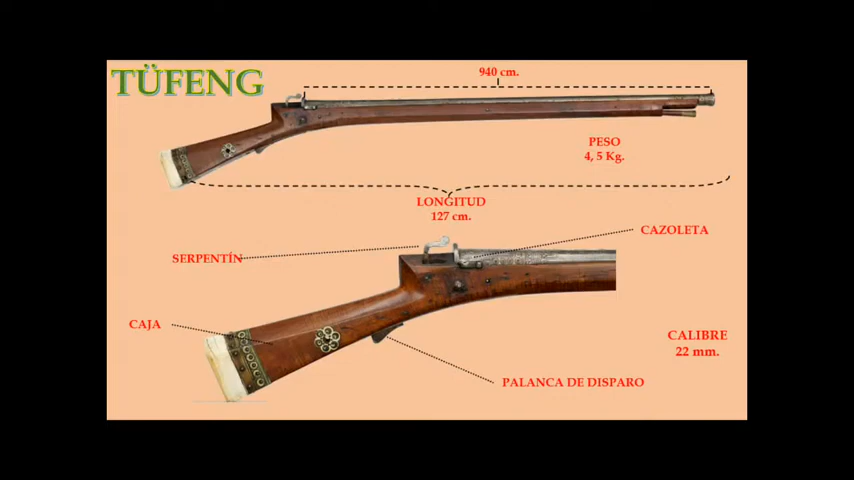 TÜFENG
940 cm.
PESO
4, 5 Kg.
LONGITUD
127 cm.
CAZOLETA
SERPENTÍN
CAJA
CALIBRE
22 mm.
PALANCA DE DISPARO